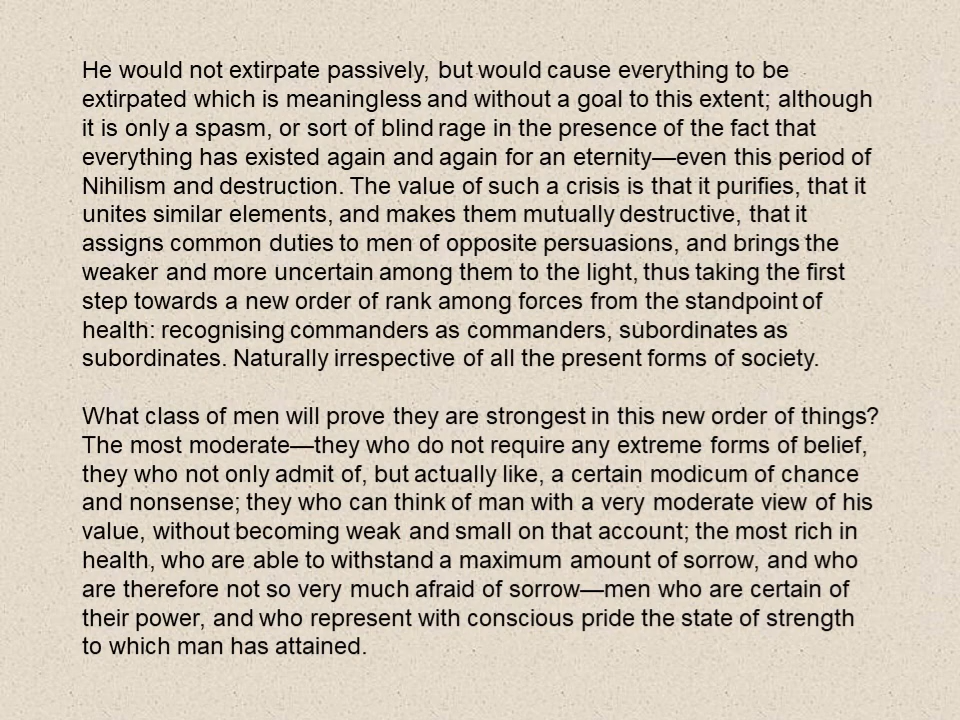 He would not extirpate passively, but would cause everything to be
extirpated which is meaningless and without a goal to this extent; although
it is only a spasm, or sort of blind rage in the presence of the fact that
everything has existed again and again for an eternity—even this period of
Nihilism and destruction. The value of such a crisis is that it purifies, that it
unites similar elements, and makes them mutually destructive, that it
assigns common duties to men of opposite persuasions, and brings the
weaker and more uncertain among them to the light, thus taking the first
step towards a new order of rank among forces from the standpoint of
health: recognising commanders as commanders, subordinates as
subordinates. Naturally irrespective of all the present forms of society.
What class of men will prove they are strongest in this new order of things?
The most moderate—they who do not require any extreme forms of belief,
they who not only admit of, but actually like, a certain modicum of chance
and nonsense; they who can think of man with a very moderate view of his
value, without becoming weak and small on that account; the most rich in
health, who are able to withstand a maximum amount of sorrow, and who
are therefore not so very much afraid of sorrow—men who are certain of
their power, and who represent with conscious pride the state of strength
to which man has attained.